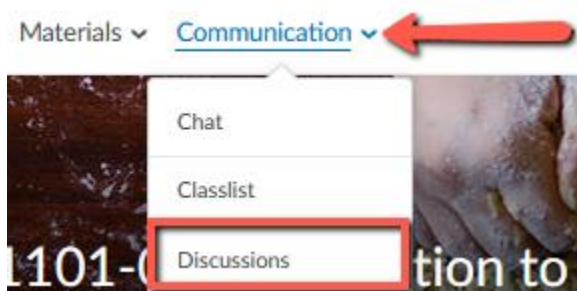 Materials Communication
Chat
Classlist
Discussions
1101- tion to